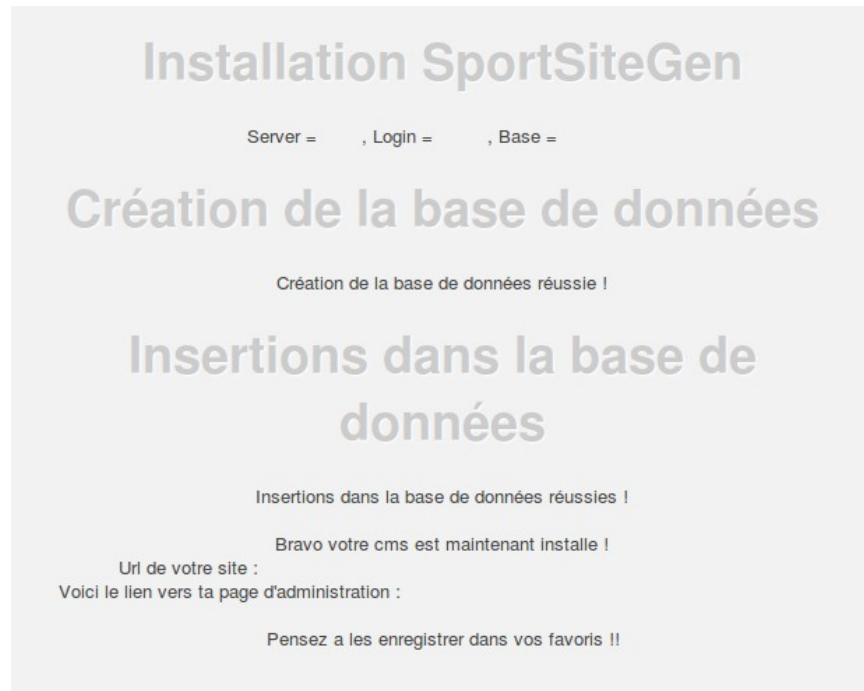 Installation SportSiteGen
Server = , Login = , Base =
Création de la base de données
Création de la base de données réussie !
Insertions dans la base de
données
Insertions dans la base de données réussies !
Bravo votre cms est maintenant installe !
Url de votre site :
Voici le lien vers ta page d'administration :
Pensez a les enregistrer dans vos favoris !!